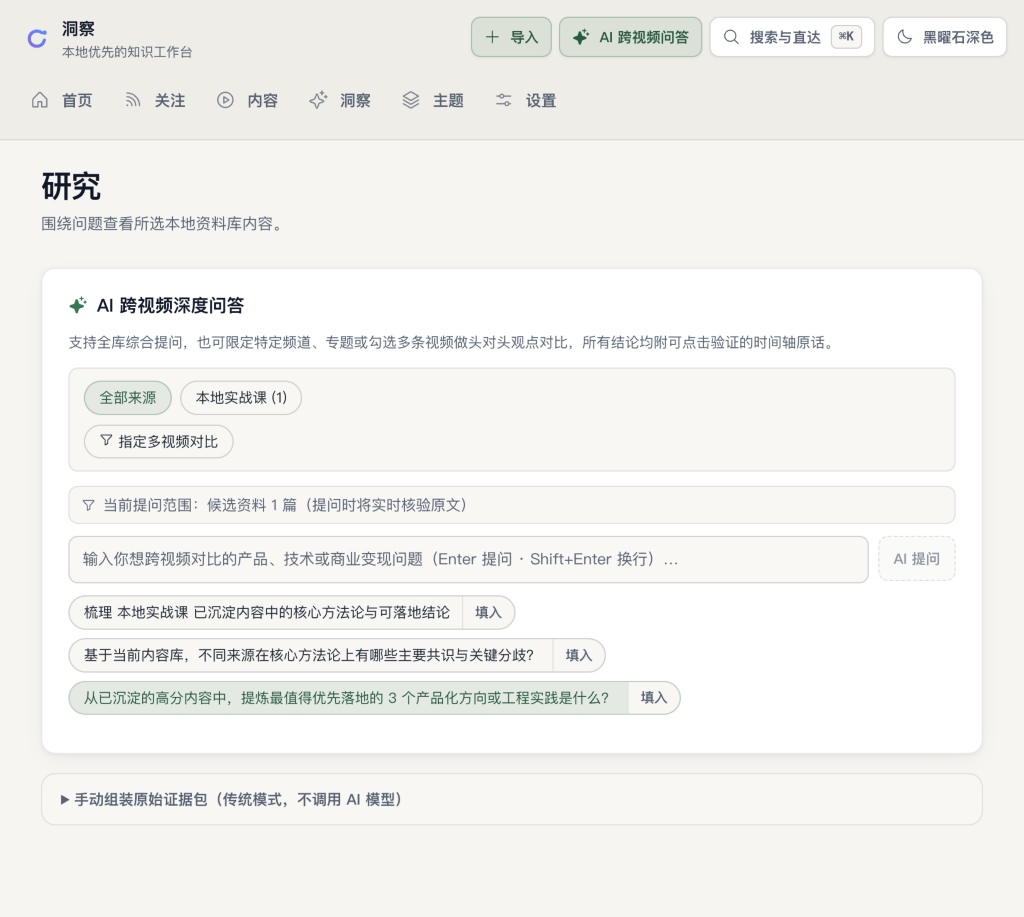 洞察
本地优先的知识工作台
导入
AI 跨视频问答
搜索与直达 ⌘K
黑曜石深色
首页
关注
内容
洞察
主题
设置
研究
围绕问题查看所选本地资料库内容。
AI 跨视频深度问答
支持全库综合提问，也可限定特定频道、专题或勾选多条视频做头对头观点对比，所有结论均附可点击验证的时间轴原话。
全部来源
本地实战课 (1)
指定多视频对比
当前提问范围：候选资料 1 篇（提问时将实时核验原文）
输入你想跨视频对比的产品、技术或商业变现问题（Enter 提问 · Shift+Enter 换行）...
AI 提问
梳理 本地实战课 已沉淀内容中的核心方法论与可落地结论
填入
基于当前内容库，不同来源在核心方法论上有哪些主要共识与关键分歧？
填入
从已沉淀的高分内容中，提炼最值得优先落地的 3 个产品化方向或工程实践是什么？
填入
▶ 手动组装原始证据包（传统模式，不调用 AI 模型）